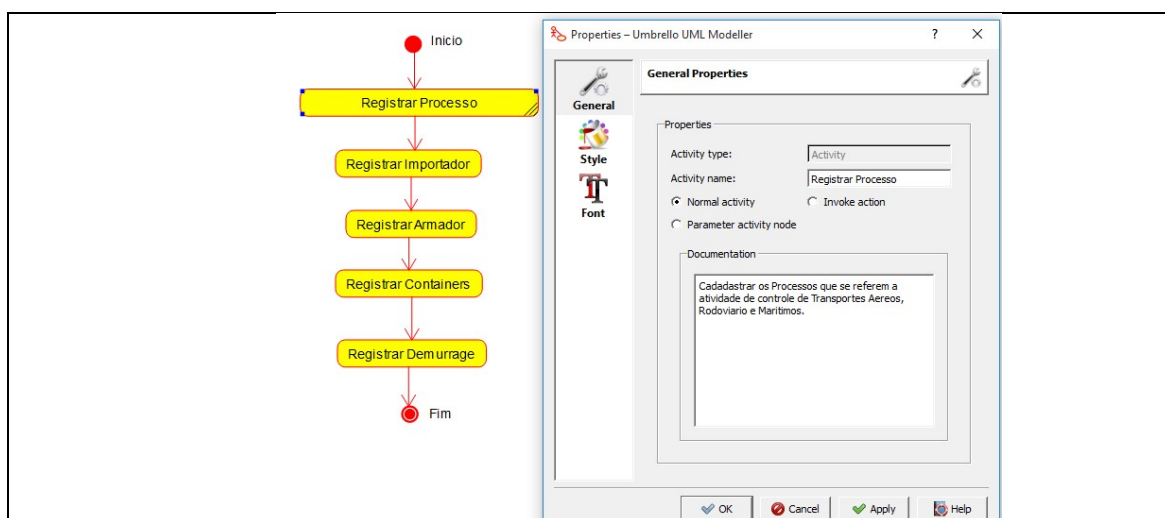 Inicio
Registrar Processo
Registrar Importador
Registrar Armador
Registrar Containers
Registrar Demurrage
Fim
Properties – Umbrello UML Modeller
?
General
Style
Font
General Properties
Properties
Activity type:
Activity
Activity name:
Registrar Processo
Normal activity
Invoke action
Parameter activity node
Documentation
Cadadastrar os Processos que se referem a
atividade de controle de Transportes Aereos,
Rodoviario e Maritimos.
OK
Cancel
Apply
Help